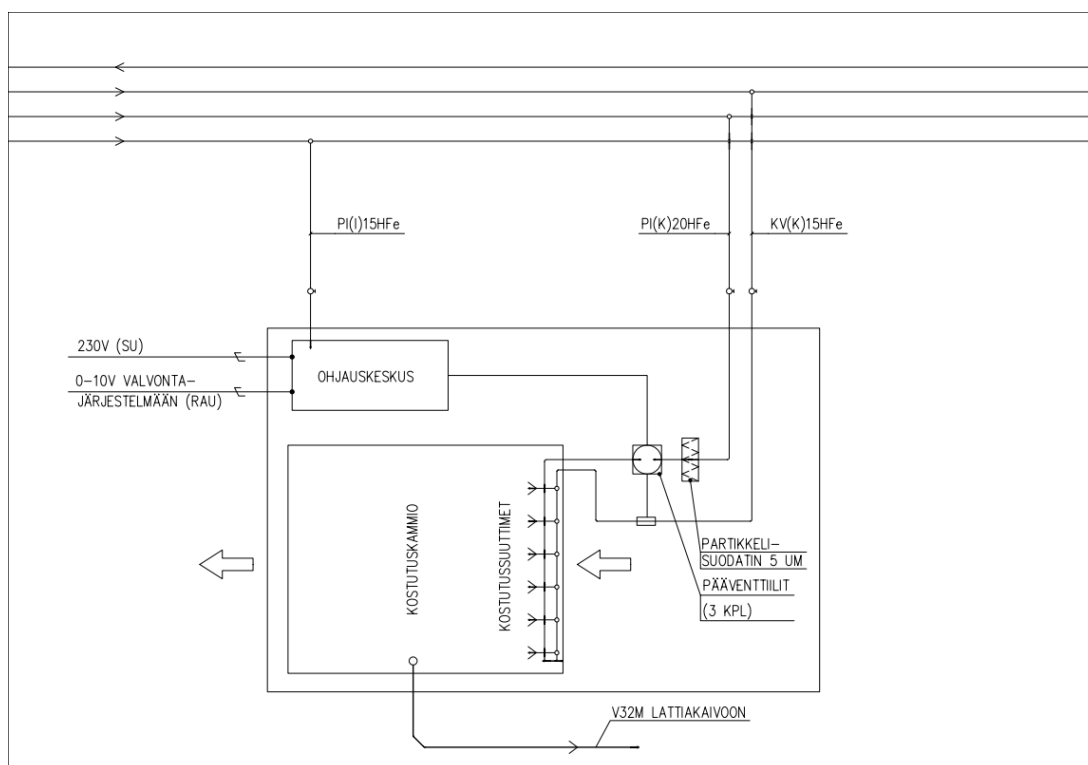 PI(I)15HFe
PI(K)20HFe
KV(K)15HFe
230V (SU)
0-10V VALVONTA-
JÄRJESTELMÄÄN (RAU)
OHJAUSKESKUS
KOSTUTUSKAMMIO
KOSTUTUSSUUTTIMET
PARTIKKELI-
SUODATIN 5 UM
PÄÄVENTTIILIT
(3 KPL)
V32M LATTIAKAIVOON